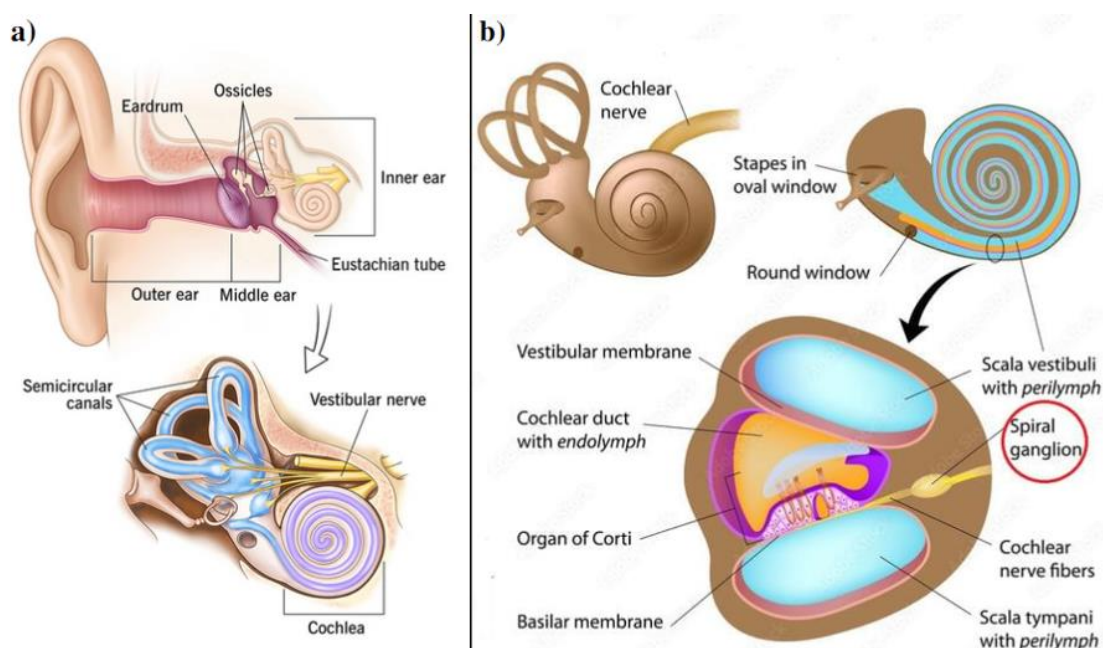 a)
Ossicles
Eardrum
Inner ear
Eustachian tube
Outer ear
Middle ear
Semicircular
canals
Vestibular nerve
Cochlea
b)
Cochlear
nerve
Stapes in
oval window
Round window
Vestibular membrane
Scala vestibuli
with perilymph
Cochlear duct
with endolymph
Spiral
ganglion
Organ of Corti
Cochlear
nerve fibers
Basilar membrane
Scala tympani
with perilymph